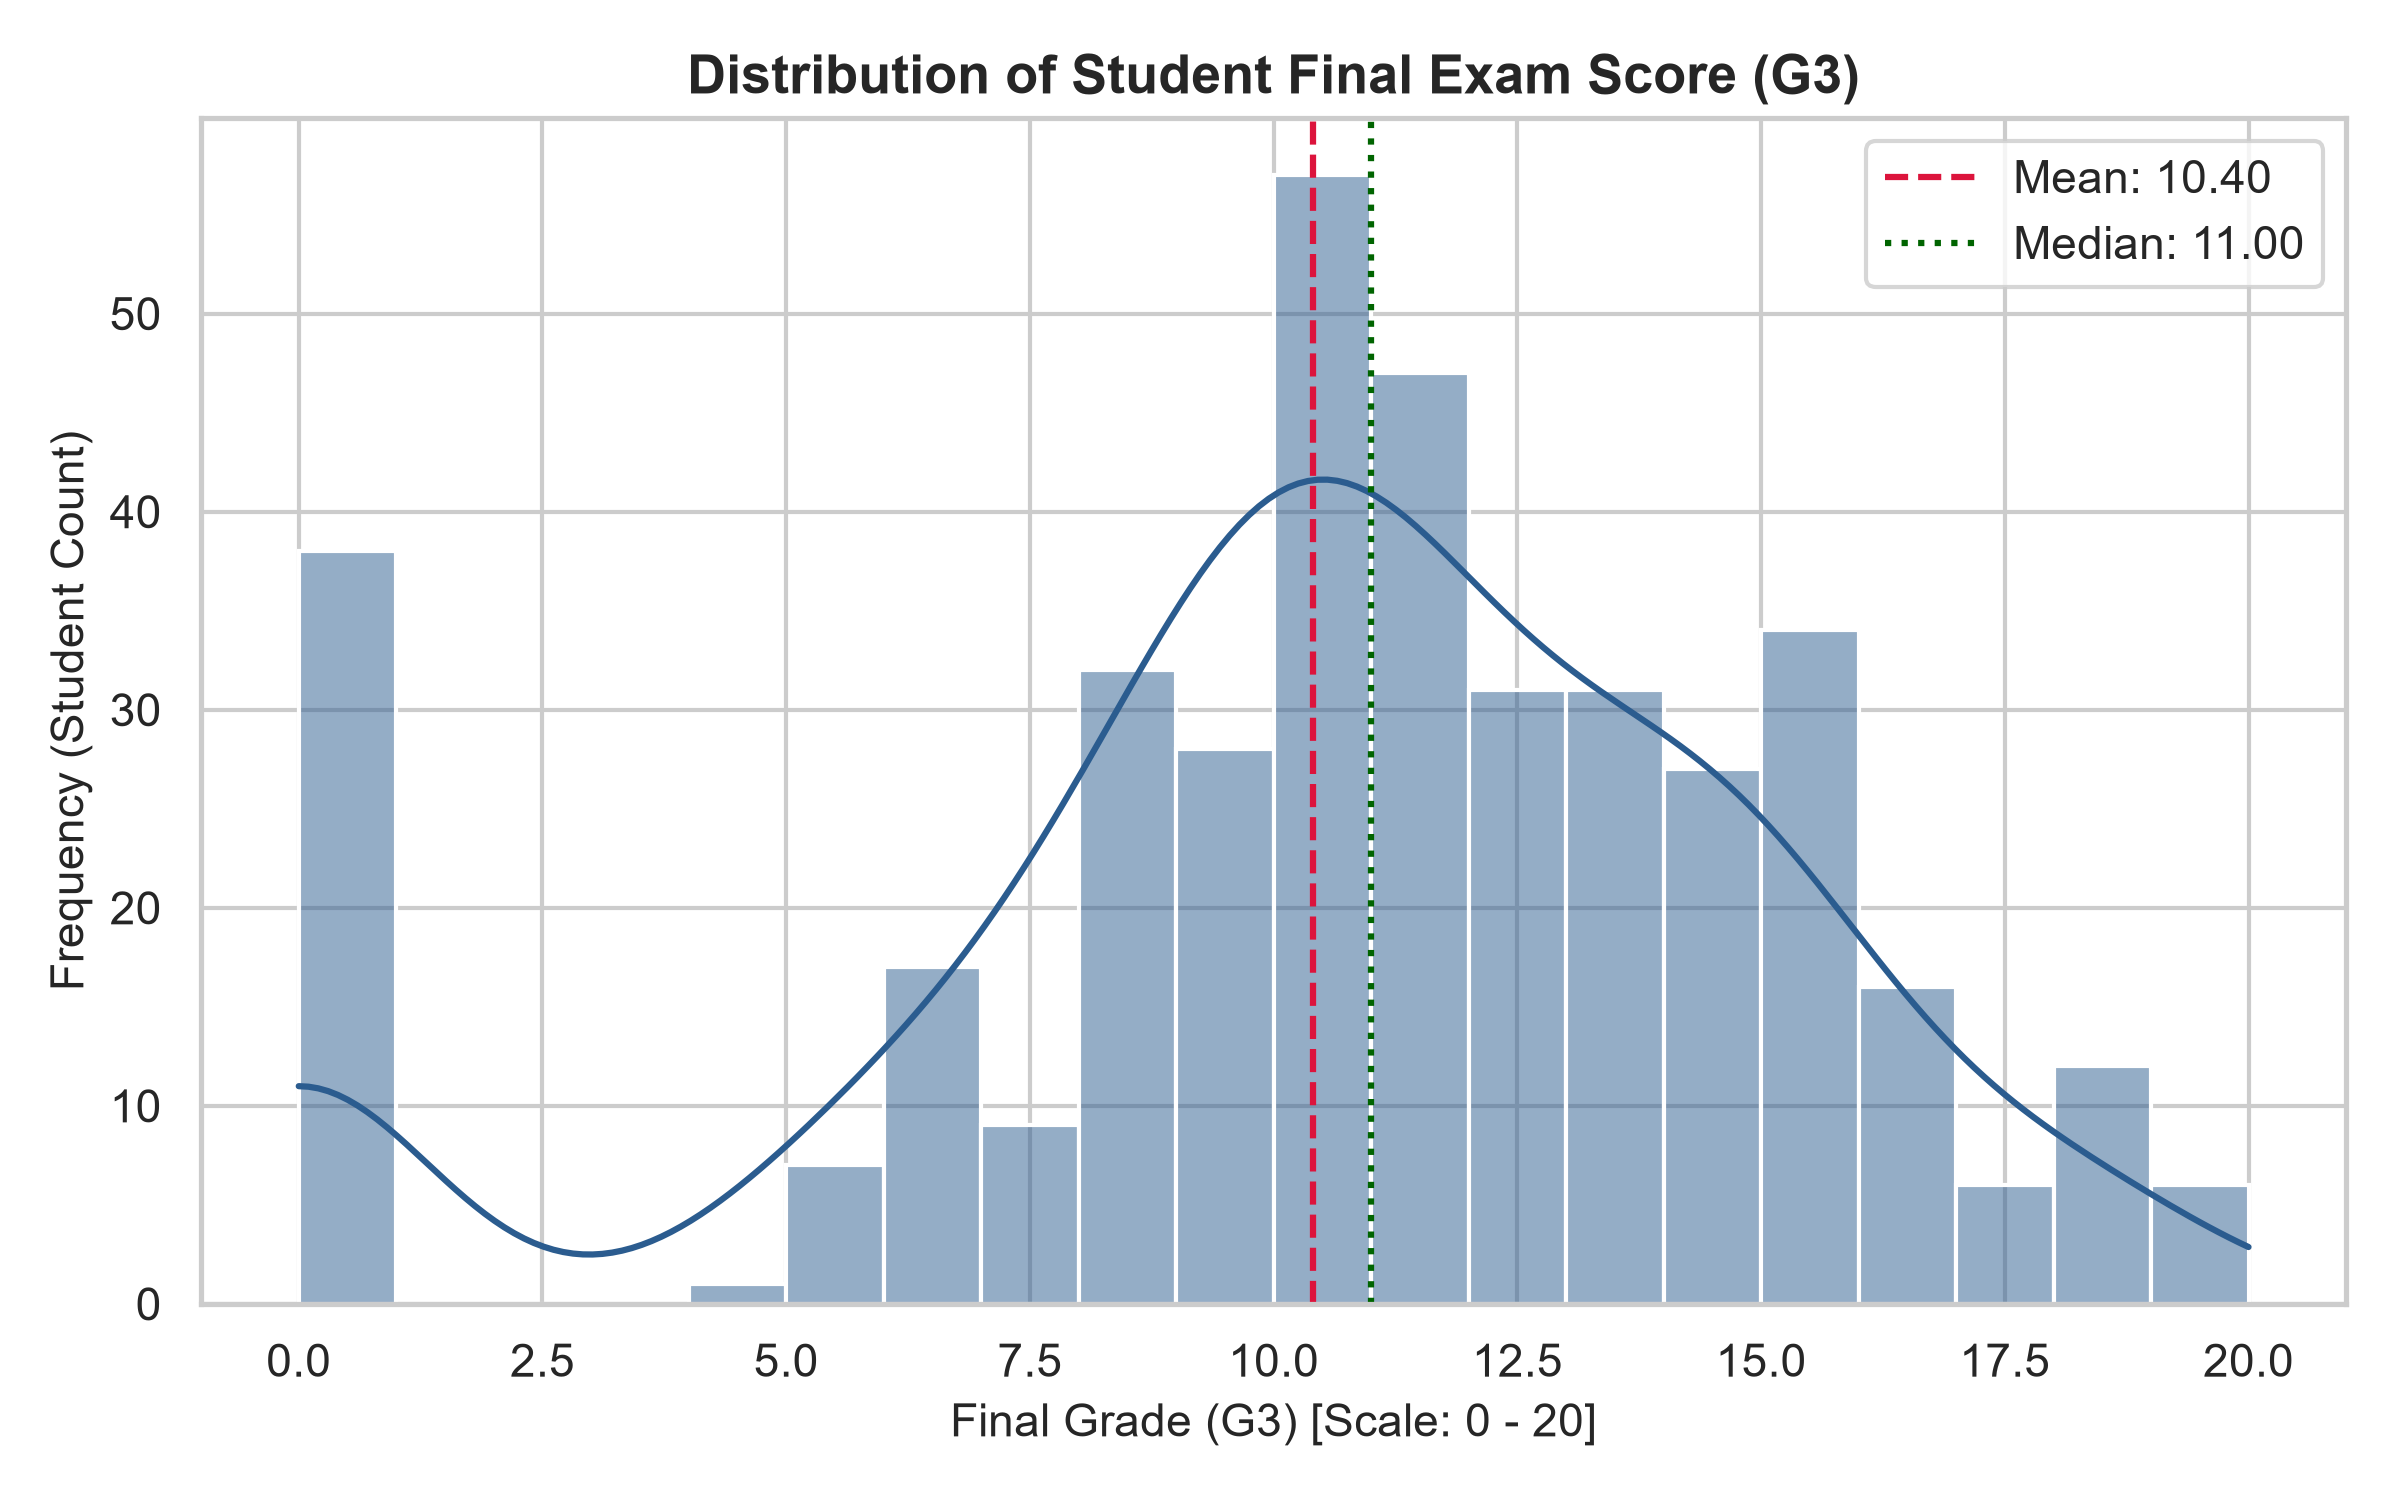 Distribution of Student Final Exam Score (G3)
Mean: 10.40
Median: 11.00
Frequency (Student Count)
50
40
30
20
10
0
0.0 2.5 5.0 7.5 10.0 12.5 15.0 17.5 20.0
Final Grade (G3) [Scale: 0 - 20]